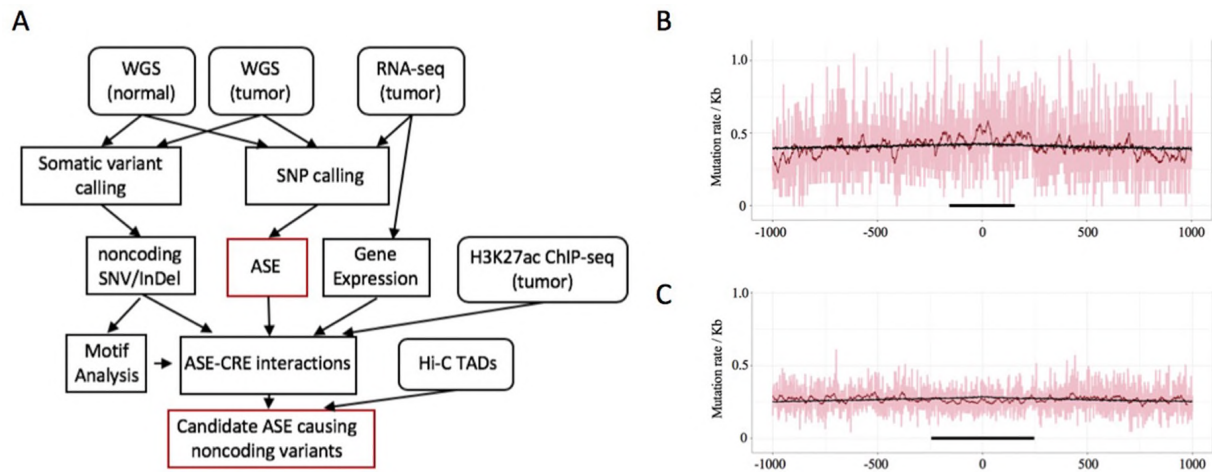 A
WGS
(normal)
WGS
(tumor)
RNA-seq
(tumor)
Somatic variant
calling
SNP calling
noncoding
SNV/InDel
ASE
Gene
Expression
H3K27ac ChIP-seq
(tumor)
Motif
Analysis
ASE-CRE interactions
Hi-C TADs
Candidate ASE causing
noncoding variants
B
Mutation rate / Kb
1.0
0.5
0
-1000
-500
0
500
1000
C
Mutation rate / Kb
1.0
0.5
0
-1000
-500
0
500
1000